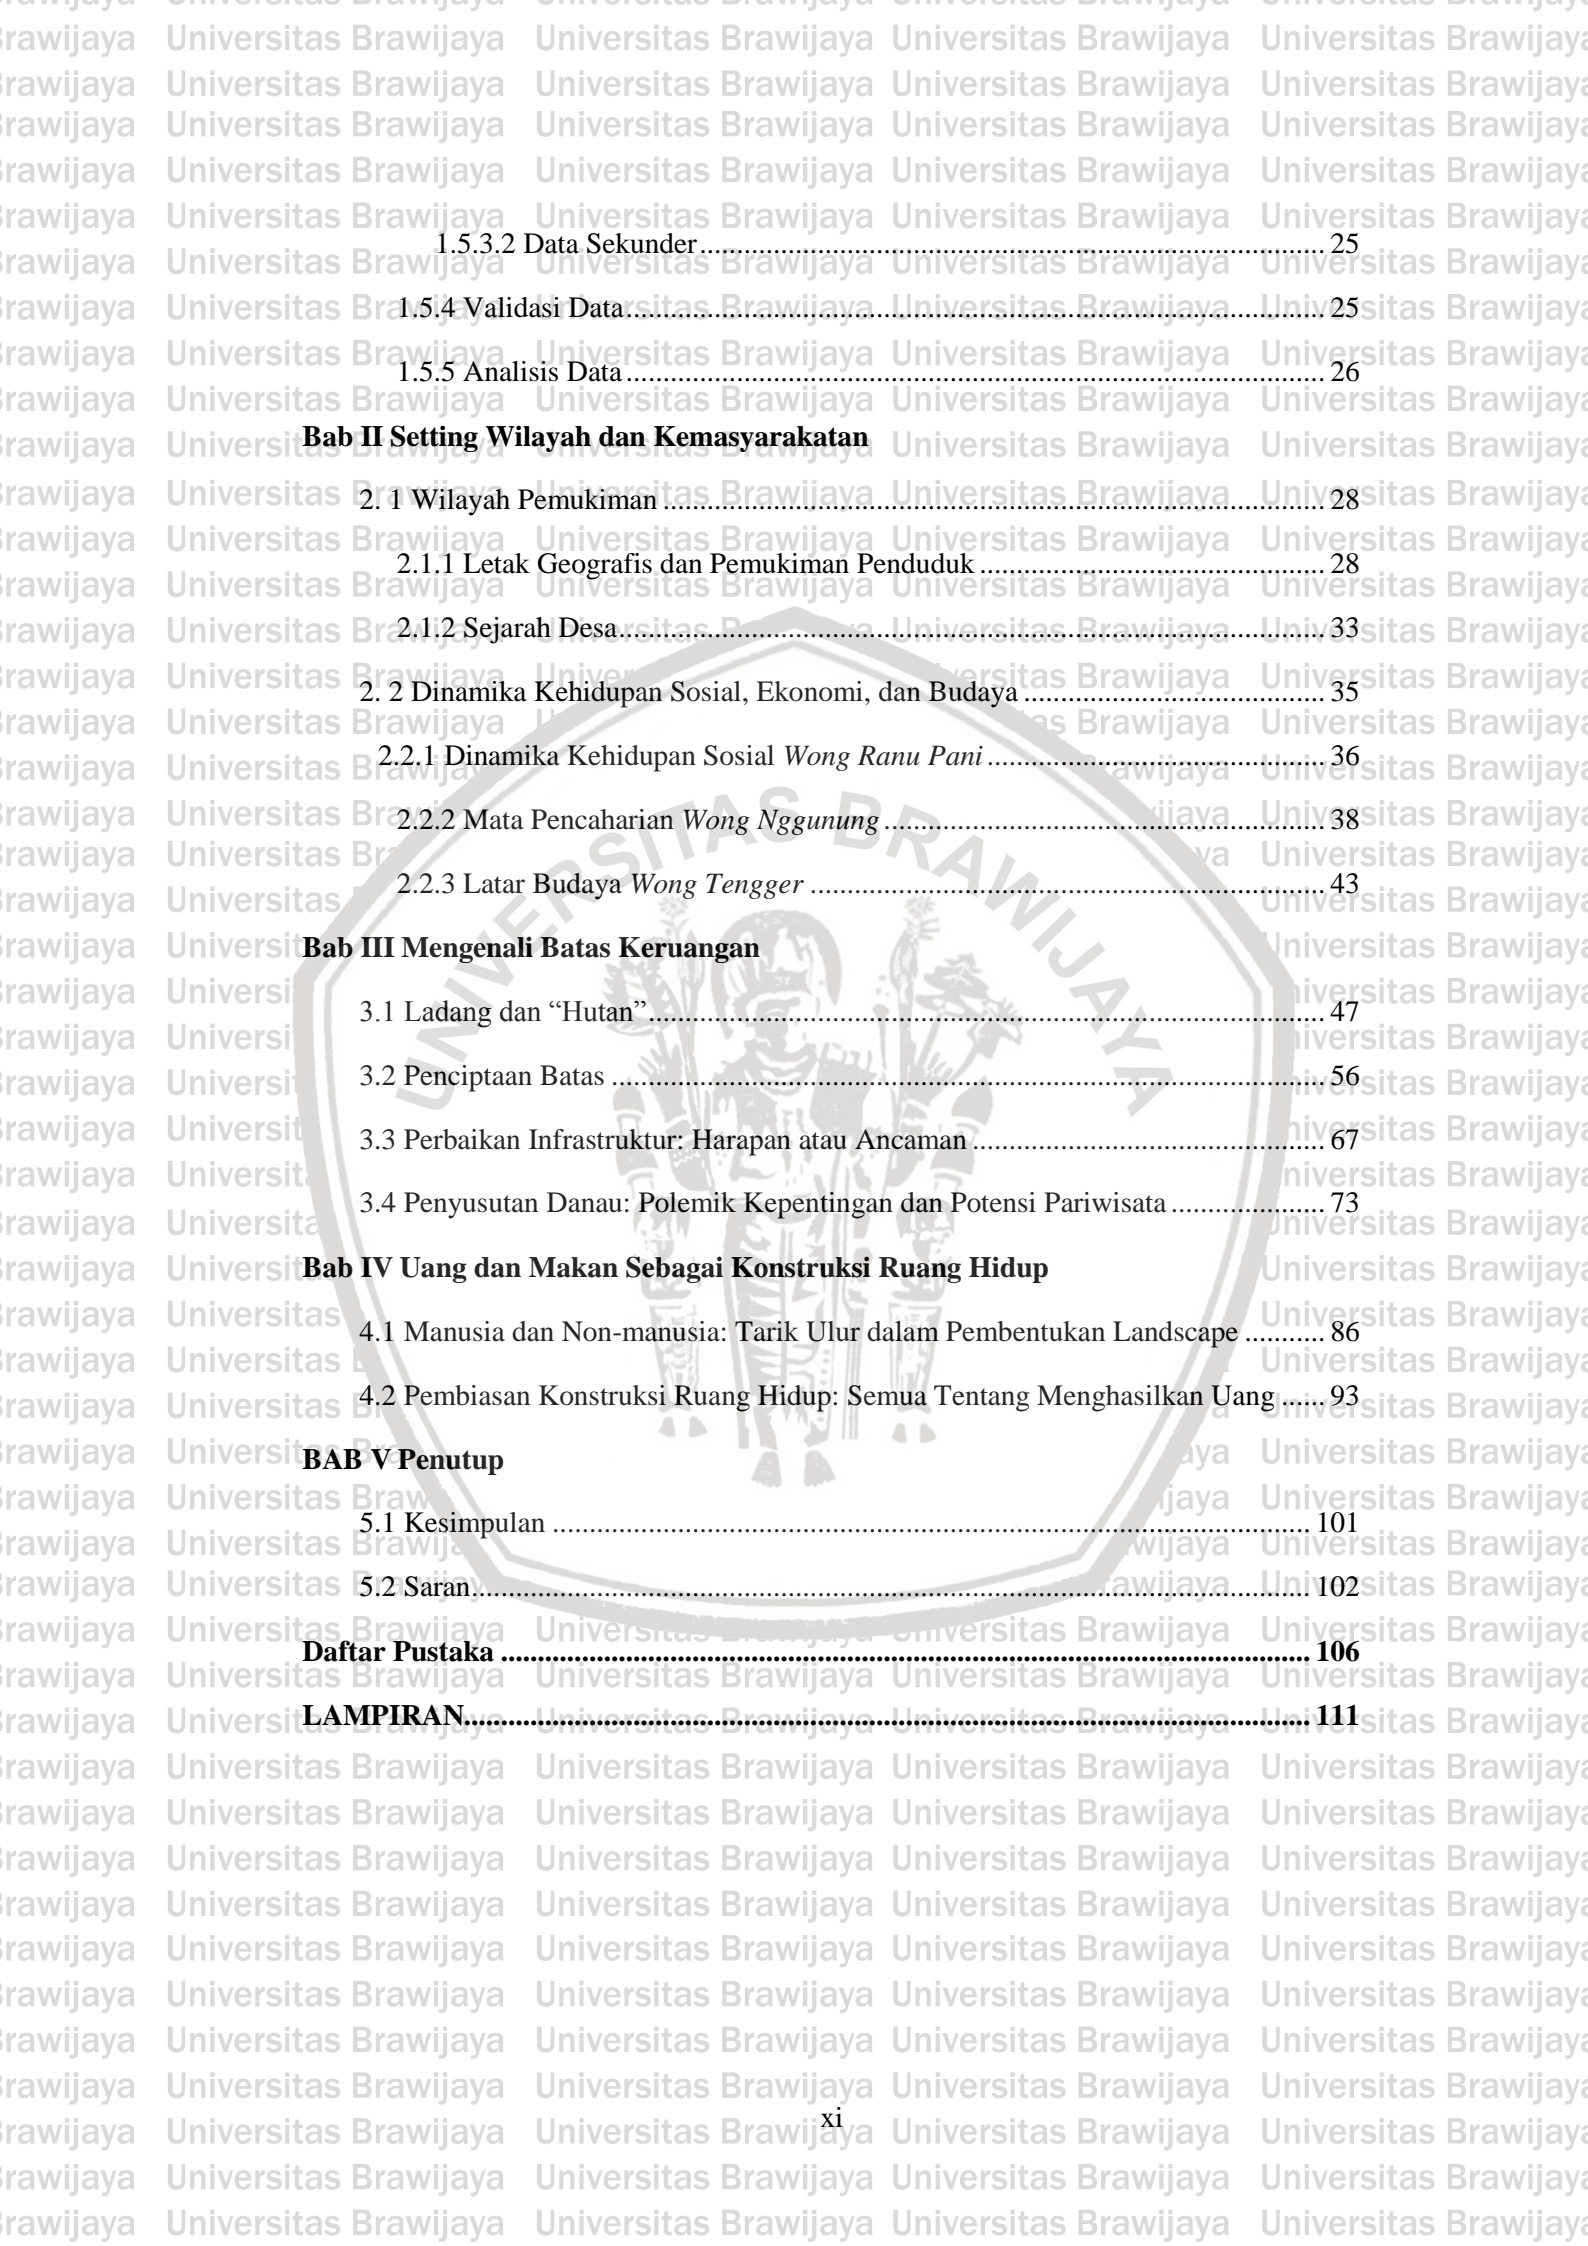 1.5.3.2 Data Sekunder 25
1.5.4 Validasi Data 25
1.5.5 Analisis Data 26
Bab II Setting Wilayah dan Kemasyarakatan
2. 1 Wilayah Pemukiman 28
2.1.1 Letak Geografis dan Pemukiman Penduduk 28
2.1.2 Sejarah Desa 33
2. 2 Dinamika Kehidupan Sosial, Ekonomi, dan Budaya 35
2.2.1 Dinamika Kehidupan Sosial Wong Ranu Pani 36
2.2.2 Mata Pencaharian Wong Nggunung 38
2.2.3 Latar Budaya Wong Tengger 43
Bab III Mengenali Batas Keruangan
3.1 Ladang dan “Hutan” 47
3.2 Penciptaan Batas 56
3.3 Perbaikan Infrastruktur: Harapan atau Ancaman 67
3.4 Penyusutan Danau: Polemik Kepentingan dan Potensi Pariwisata 73
Bab IV Uang dan Makan Sebagai Konstruksi Ruang Hidup
4.1 Manusia dan Non-manusia: Tarik Ulur dalam Pembentukan Landscape 86
4.2 Pembiasan Konstruksi Ruang Hidup: Semua Tentang Menghasilkan Uang 93
BAB V Penutup
5.1 Kesimpulan 101
5.2 Saran 102
Daftar Pustaka 106
LAMPIRAN 111
xi
UNIVERSITAS BRAWIJAYA